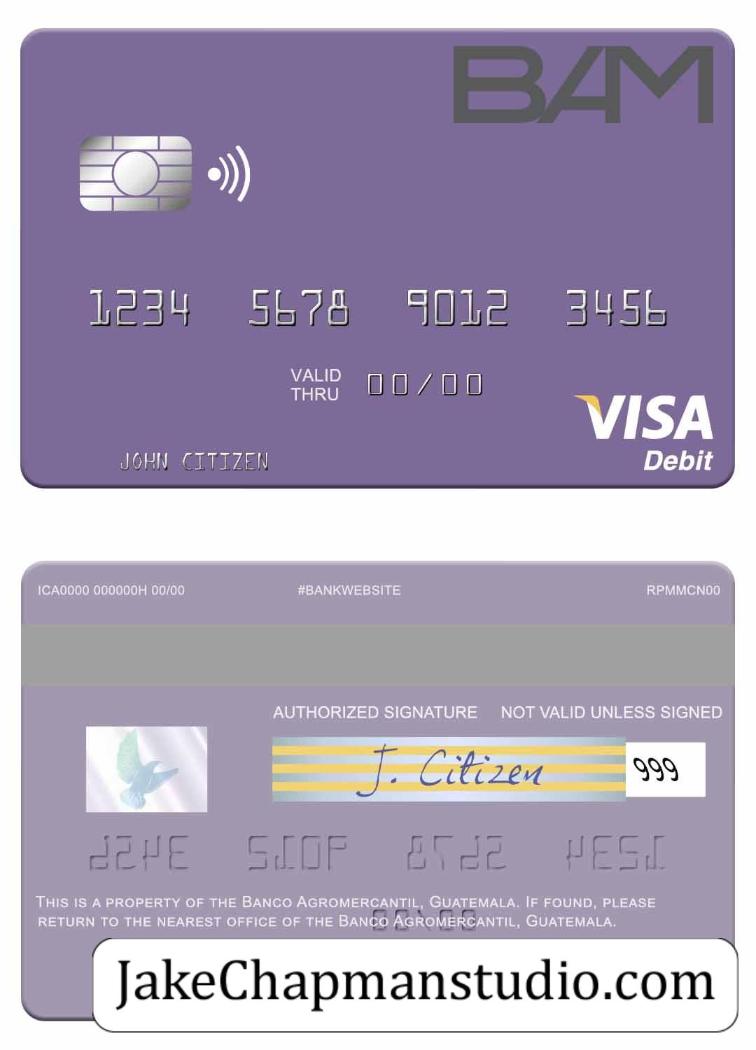 BAM
1234 5678 9012 3456
VALID THRU 00/00
VISA
Debit
JOHN CITIZEN
ICA0000 000000H 00/00 #BANKWEBSITE RPMMCN00
AUTHORIZED SIGNATURE NOT VALID UNLESS SIGNED
J. Citizen 999
THIS IS A PROPERTY OF THE BANCO AGROMERCANTIL, GUATEMALA. IF FOUND, PLEASE
RETURN TO THE NEAREST OFFICE OF THE BANCO AGROMERCANTIL, GUATEMALA.
JakeChapmanstudio.com